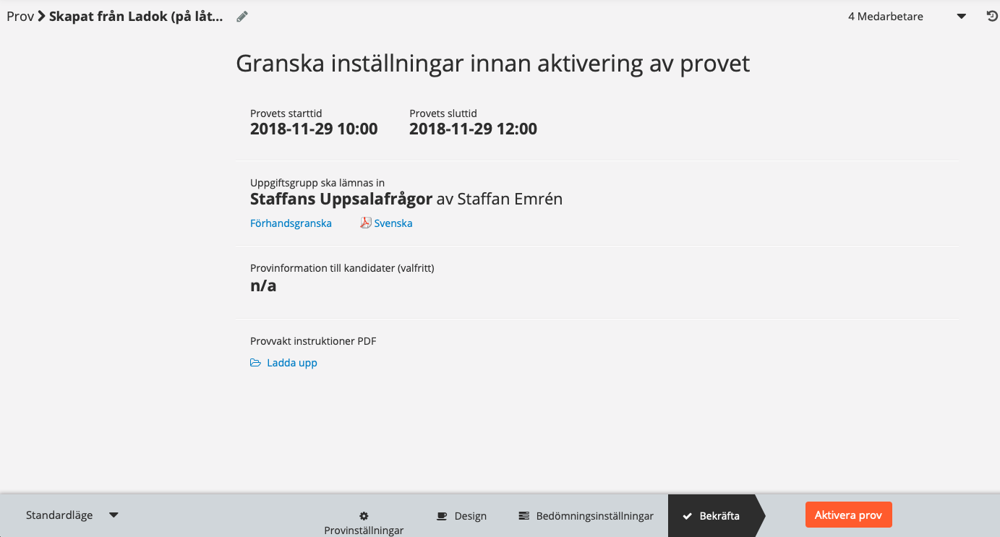 Prov Skapat från Ladok (på låt...
4 Medarbetare
Granska inställningar innan aktivering av provet
Provets starttid
2018-11-29 10:00
Provets sluttid
2018-11-29 12:00
Uppgiftsgrupp ska lämnas in
Staffans Uppsalafrågor av Staffan Emrén
Förhandsgranska
Svenska
Provinformation till kandidater (valfritt)
n/a
Provvakt instruktioner PDF
Ladda upp
Standardläge
Provinställningar
Design
Bedömningsinställningar
Bekräfta
Aktivera prov